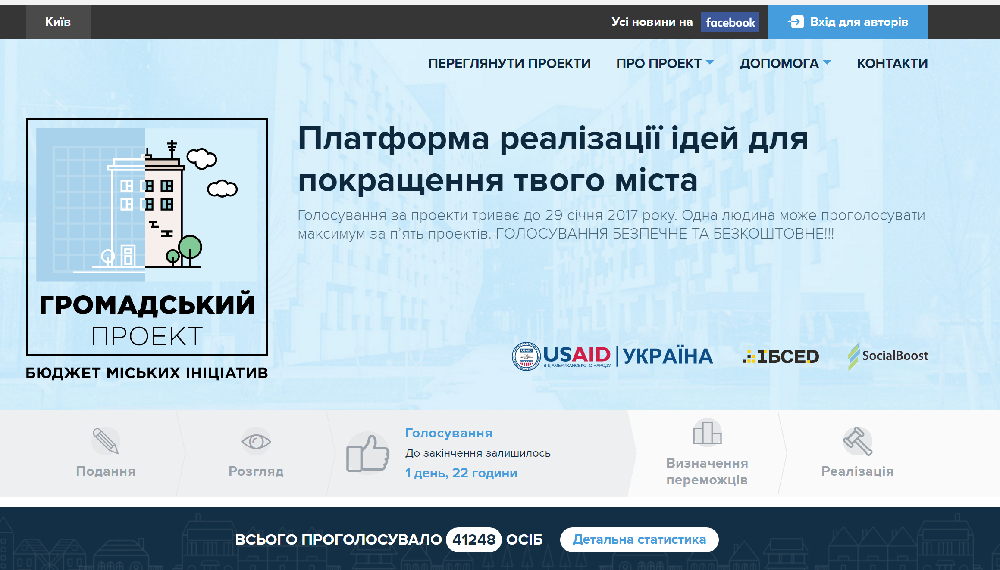 Київ
Усі новини на facebook
Вхід для авторів
ПЕРЕГЛЯНУТИ ПРОЕКТИ
ПРО ПРОЕКТ
ДОПОМОГА
КОНТАКТИ
Платформа реалізації ідей для
покращення твого міста
Голосування за проекти триває до 29 січня 2017 року. Одна людина може проголосувати
максимум за п’ять проектів. ГОЛОСУВАННЯ БЕЗПЕЧНЕ ТА БЕЗКОШТОВНЕ!!!
ГРОМАДСЬКИЙ
ПРОЕКТ
БЮДЖЕТ МІСЬКИХ ІНІЦІАТИВ
USAID
USAID
ВІД АМЕРИКАНСЬКОГО НАРОДУ
УКРАЇНА
ІБСЕD
SocialBoost
Подання
Розгляд
Голосування
До закінчення залишилось
1 день, 22 години
Визначення
переможців
Реалізація
ВСЬОГО ПРОГОЛОСУВАЛО 41248 ОСІБ
Детальна статистика